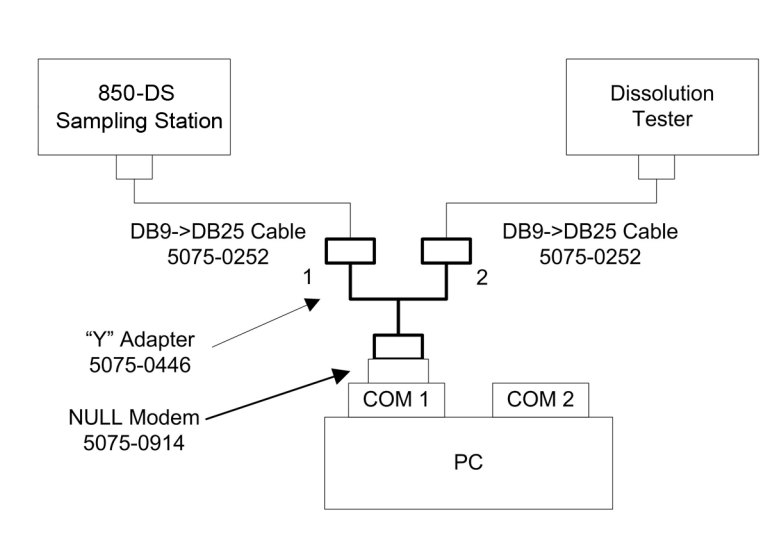 850-DS
Sampling Station
Dissolution
Tester
DB9->DB25 Cable
5075-0252
DB9->DB25 Cable
5075-0252
1
2
“Y” Adapter
5075-0446
NULL Modem
5075-0914
COM 1
COM 2
PC